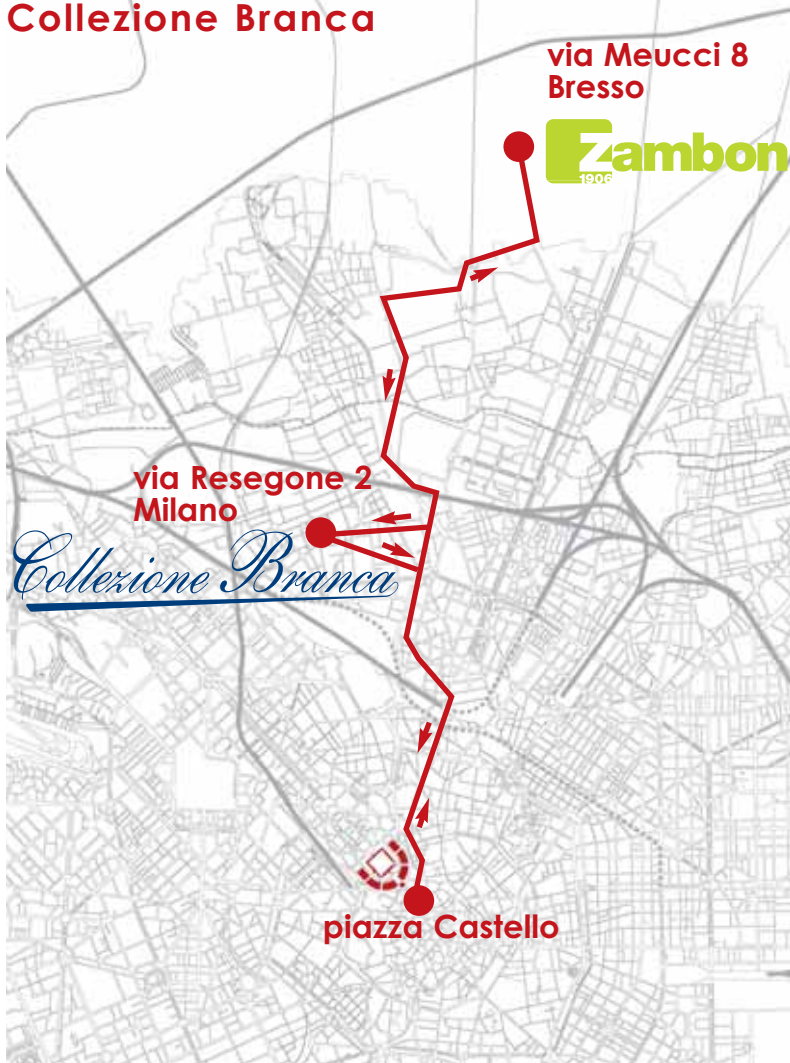 Collezione Branca
via Meucci 8
Bresso
Zambon
1906
via Resegone 2
Milano
Collezione Branca
piazza Castello